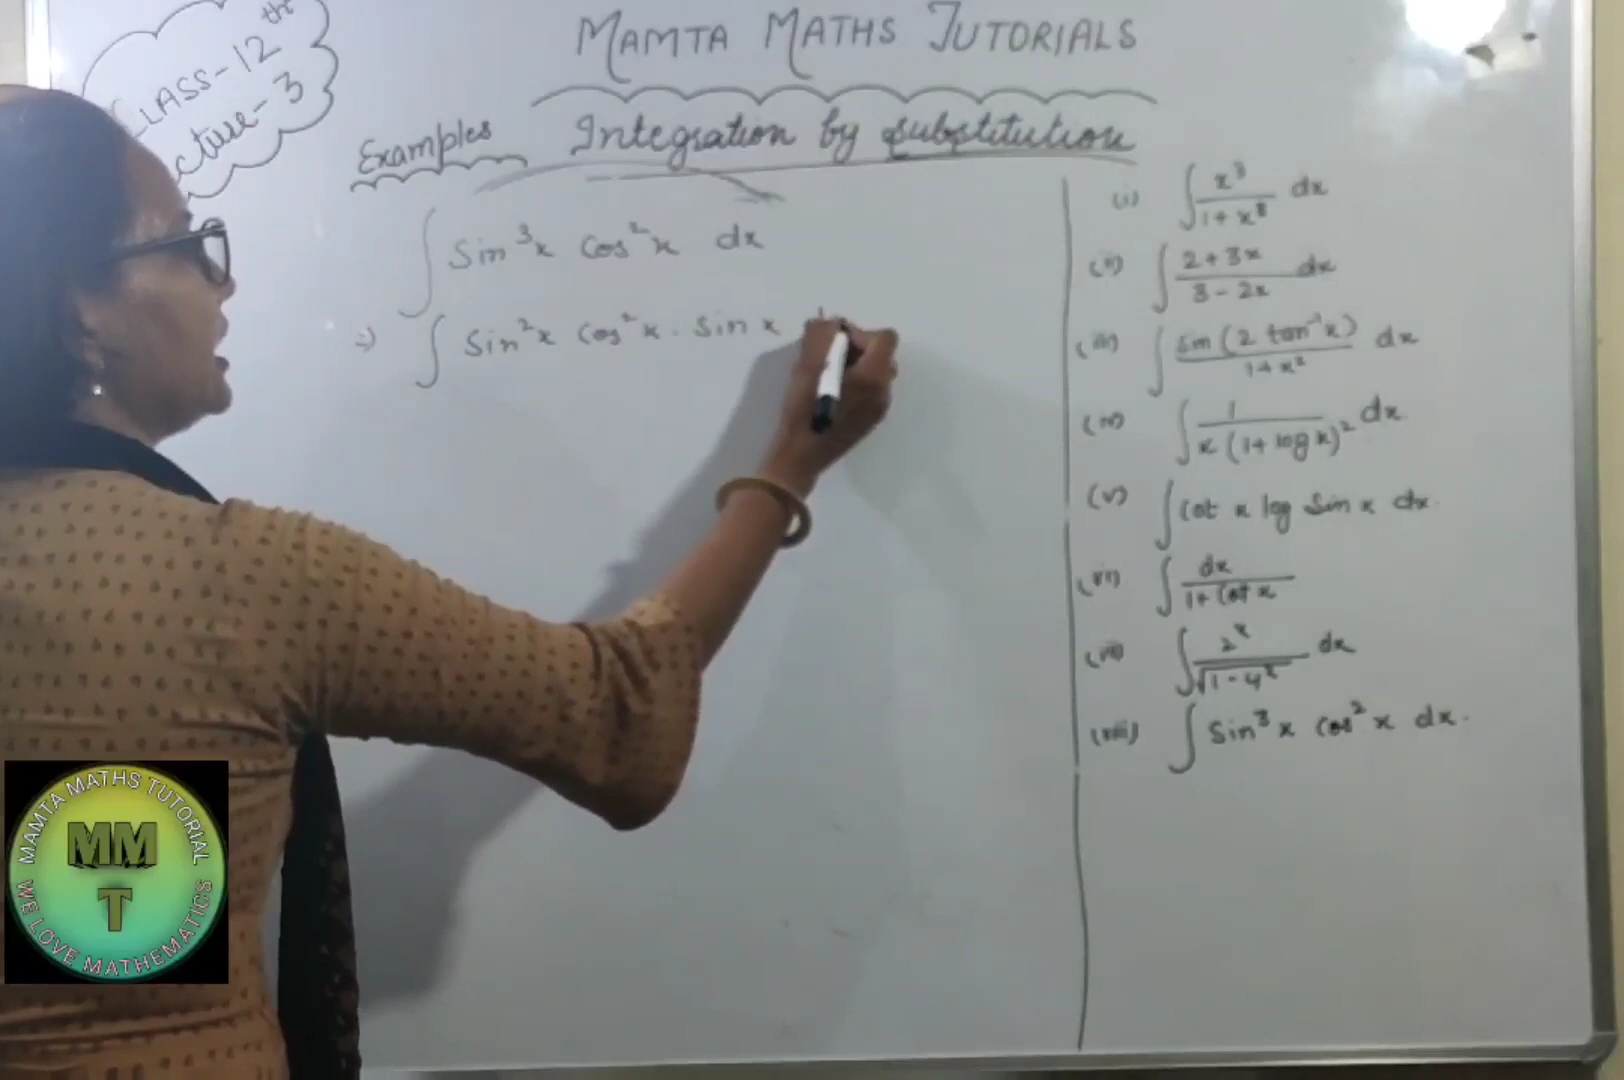 CLASS-12th
cture-3
MAMTA MATHS TUTORIALS
Examples Integration by substitution
∫ Sin³x Cos²x dx
⇒ ∫ Sin²x Cos²x . Sin x d
(i) ∫ x³/(1+x⁸) dx
(ii) ∫ (2+3x)/(3-2x) dx
(iii) ∫ sin(2 tan⁻¹x)/(1+x²) dx
(iv) ∫ 1/(x(1+log x)²) dx
(v) ∫ Cot x log Sin x dx.
(vi) ∫ dx/(1+Cot x)
(vii) ∫ 2ˣ/√(1-4ˣ) dx
(viii) ∫ Sin³x Cos²x dx.
MAMTA MATHS TUTORIAL
MM
T
WE LOVE MATHEMATICS